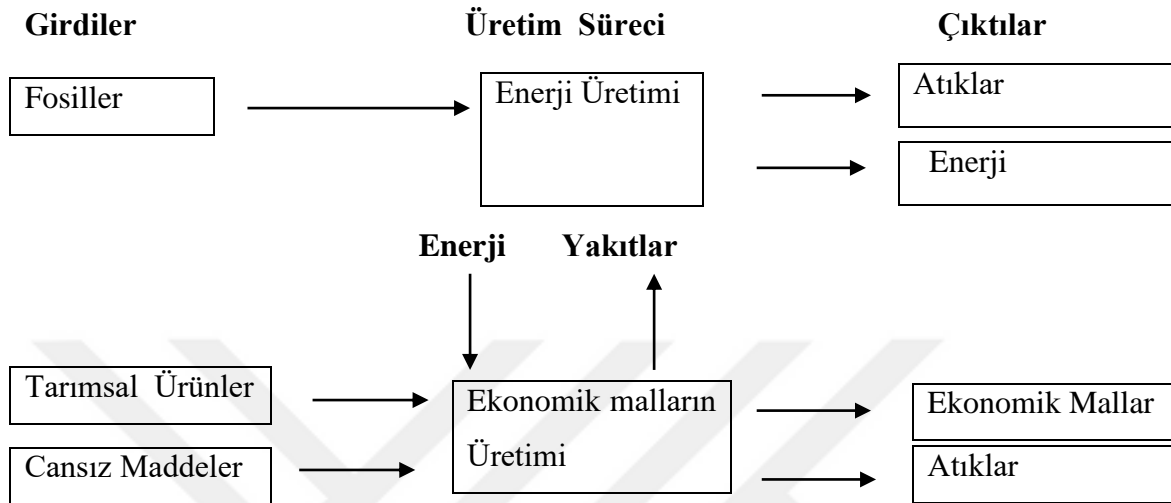 Girdiler Üretim Süreci Çıktılar
Fosiller Enerji Üretimi Atıklar
Enerji
Enerji Yakıtlar
Tarımsal Ürünler Ekonomik malların Ekonomik Mallar
Cansız Maddeler Üretimi Atıklar